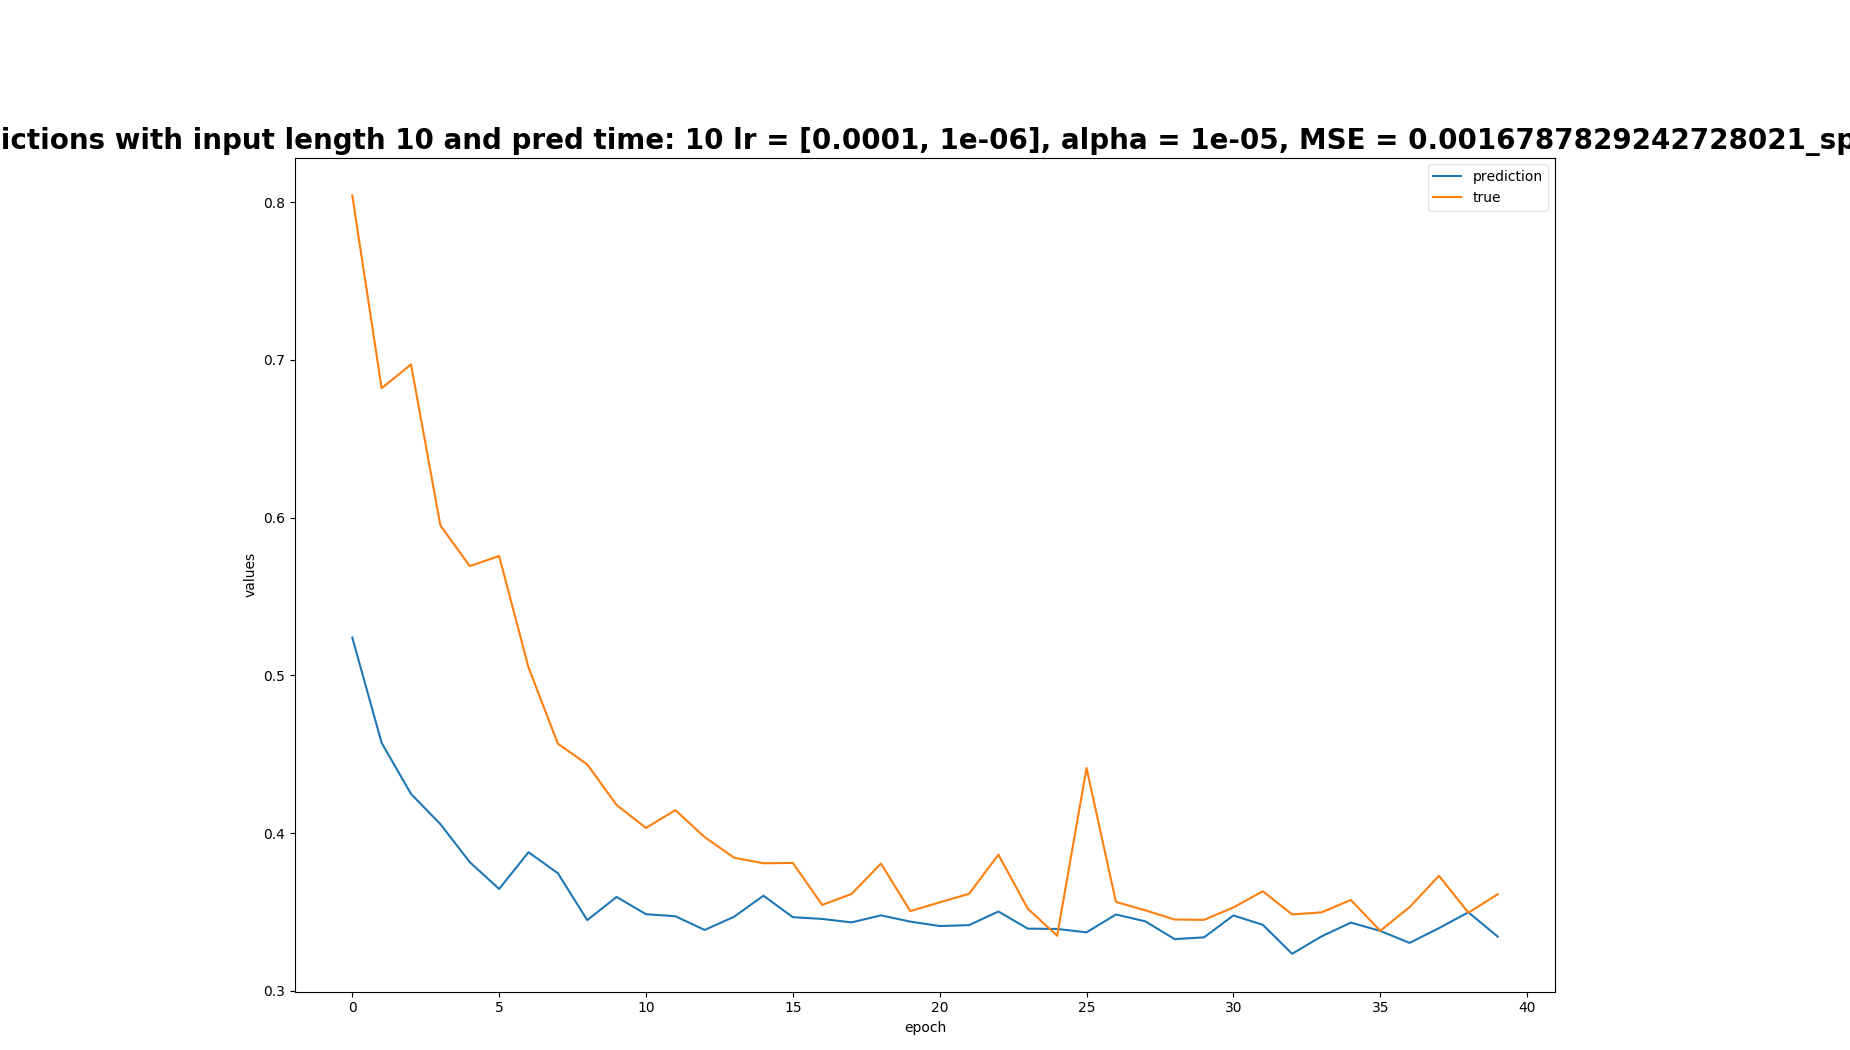 ictions with input length 10 and pred time: 10 lr = [0.0001, 1e-06], alpha = 1e-05, MSE = 0.0016787829242728021_sp
prediction
true
0.8
0.7
0.6
0.5
0.4
0.3
values
0 5 10 15 20 25 30 35 40
epoch